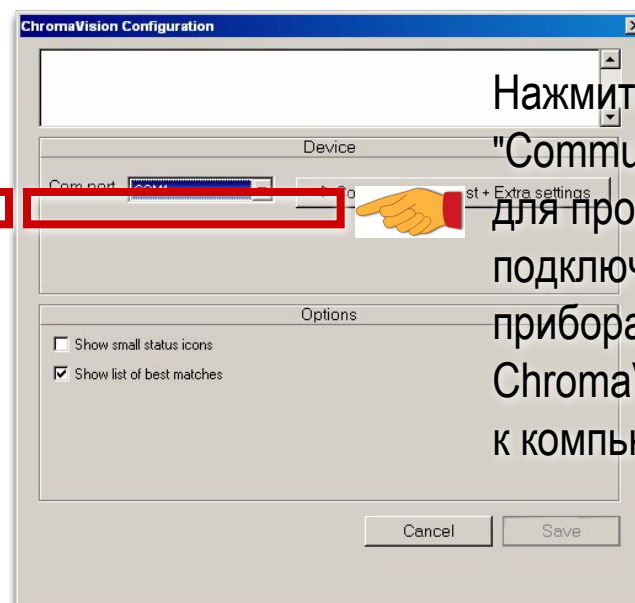 ChromaVision Configuration
Device
Com port
st + Extra settings
Options
Show small status icons
Show list of best matches
Cancel
Save
Нажмит
"Commu
для про
подключ
прибора
Chroma
к компь